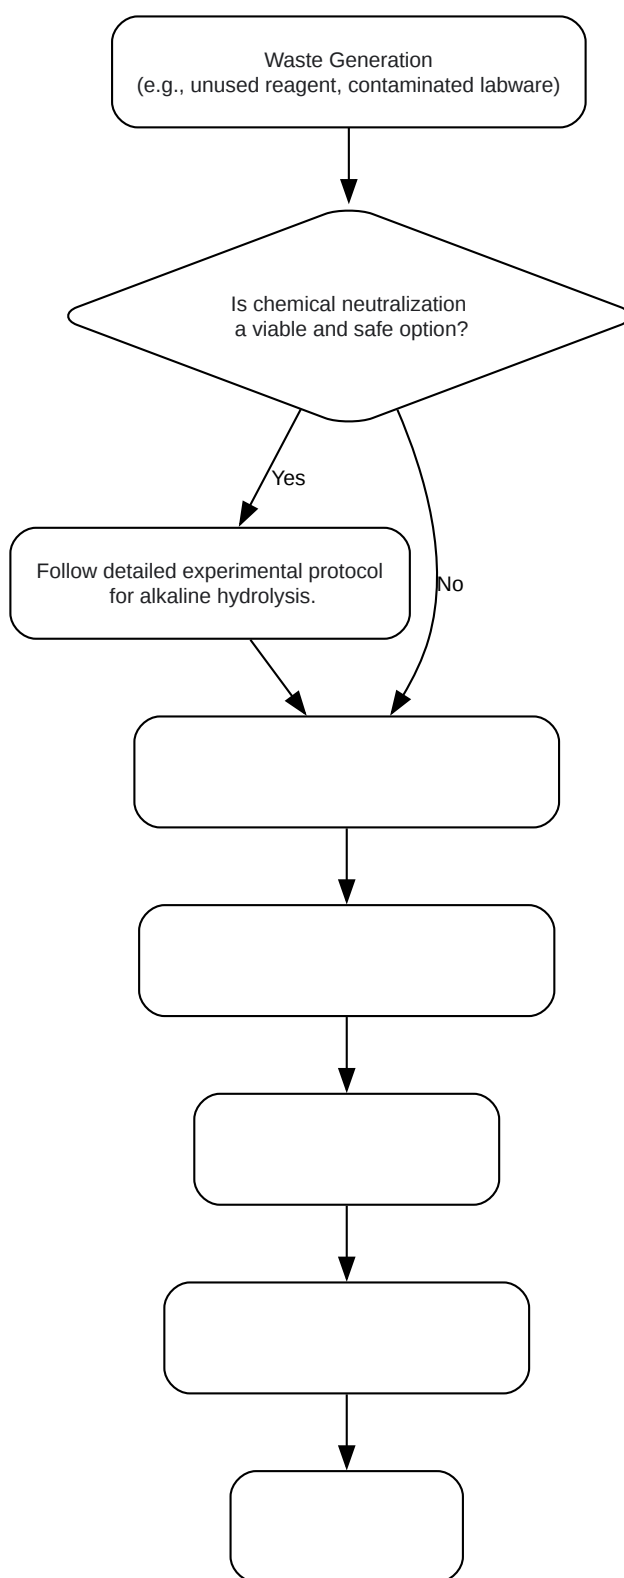 Waste Generation
(e.g., unused reagent, contaminated labware)
Is chemical neutralization
a viable and safe option?
Yes
Follow detailed experimental protocol
for alkaline hydrolysis.
No